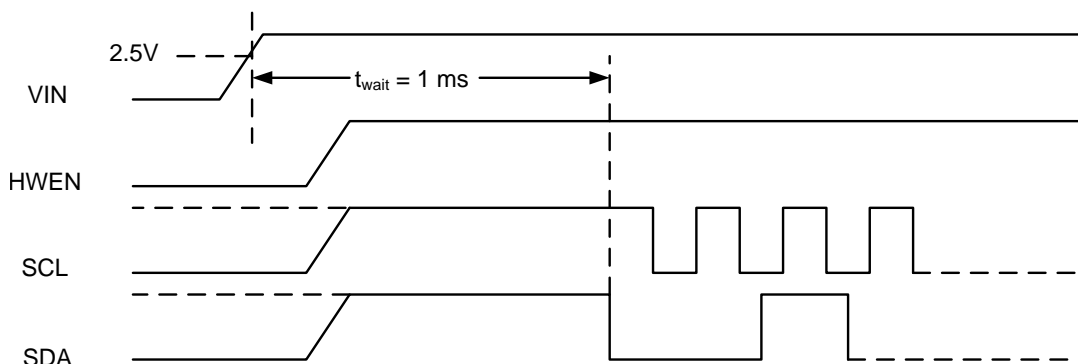 2.5V
t_wait = 1 ms
VIN
HWEN
SCL
SDA